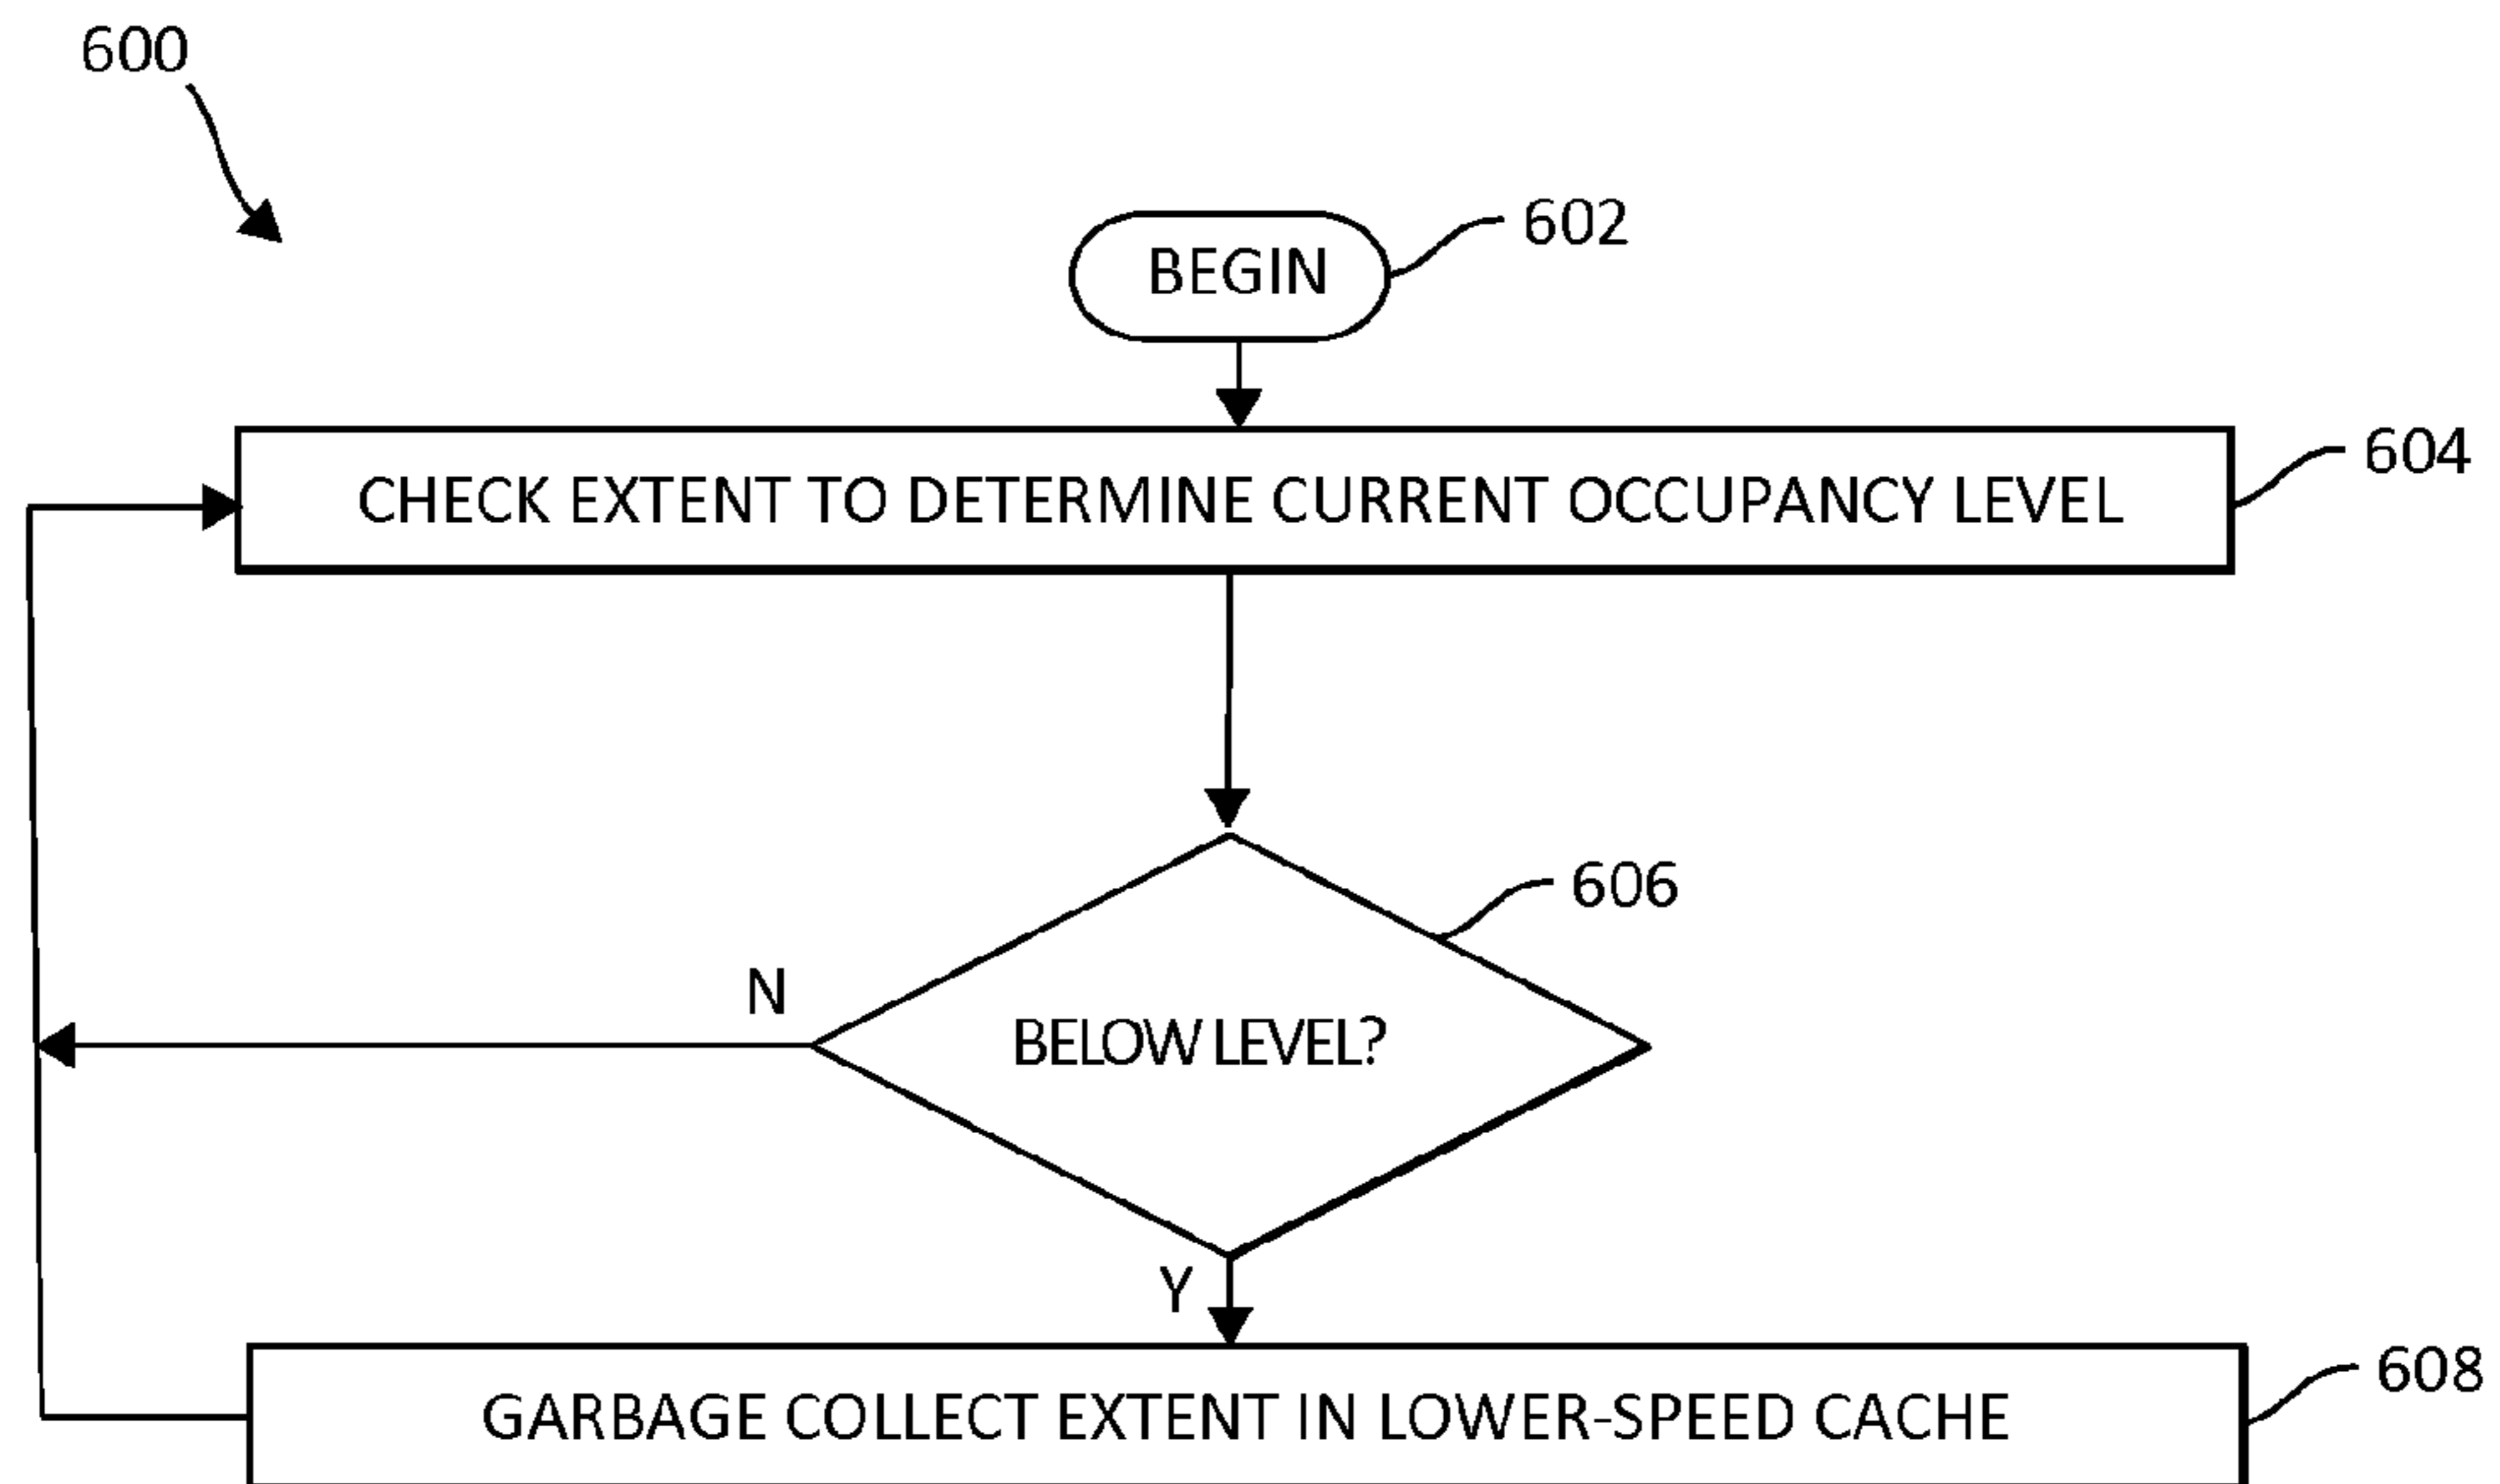 600
BEGIN
602
CHECK EXTENT TO DETERMINE CURRENT OCCUPANCY LEVEL
604
606
N
BELOW LEVEL?
Y
GARBAGE COLLECT EXTENT IN LOWER-SPEED CACHE
608